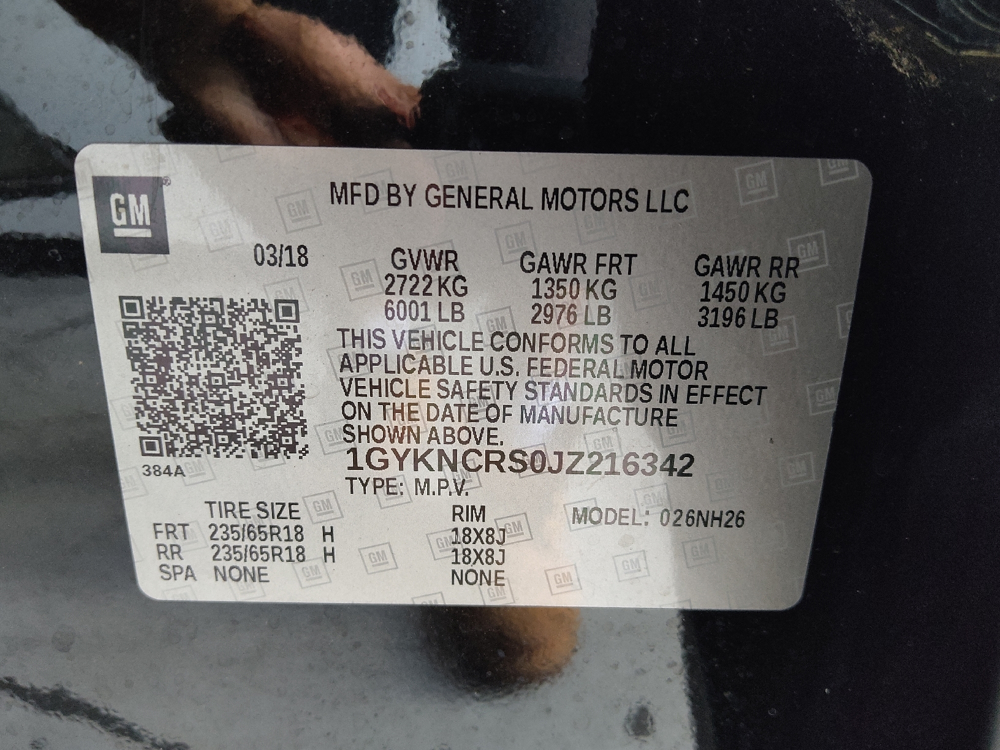 GM
MFD BY GENERAL MOTORS LLC
03/18
GVWR GAWR FRT GAWR RR
2722 KG 1350 KG 1450 KG
6001 LB 2976 LB 3196 LB
THIS VEHICLE CONFORMS TO ALL
APPLICABLE U.S. FEDERAL MOTOR
VEHICLE SAFETY STANDARDS IN EFFECT
ON THE DATE OF MANUFACTURE
SHOWN ABOVE.
384A
1GYKNCRS0JZ216342
TYPE: M.P.V.
TIRE SIZE RIM MODEL: 026NH26
FRT 235/65R18 H 18X8J
RR 235/65R18 H 18X8J
SPA NONE NONE